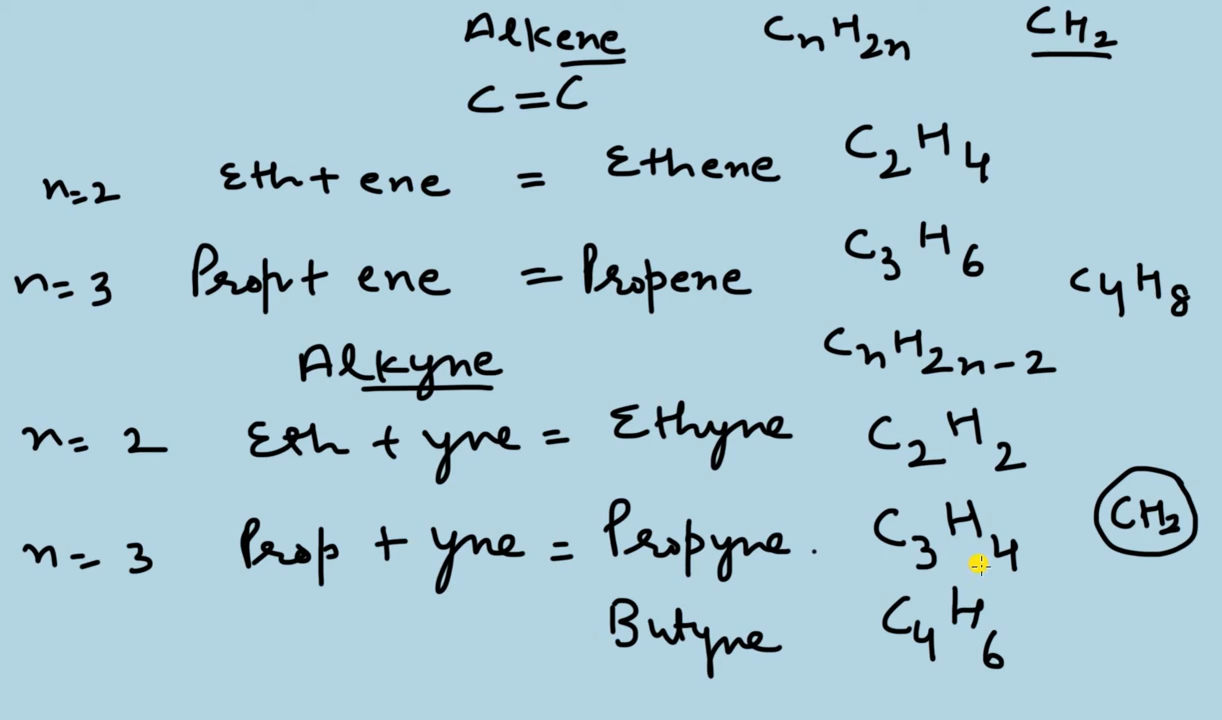 Alkene CnH2n CH2
C=C
n=2 Eth+ ene = Ethene C2H4
n=3 Prop+ ene = Propene C3H6 C4H8
Alkyne CnH2n-2
n= 2 Eth + yne = Ethyne C2H2
n= 3 Prop + yne = Propyne. C3H4 CH2
Butyne C4H6